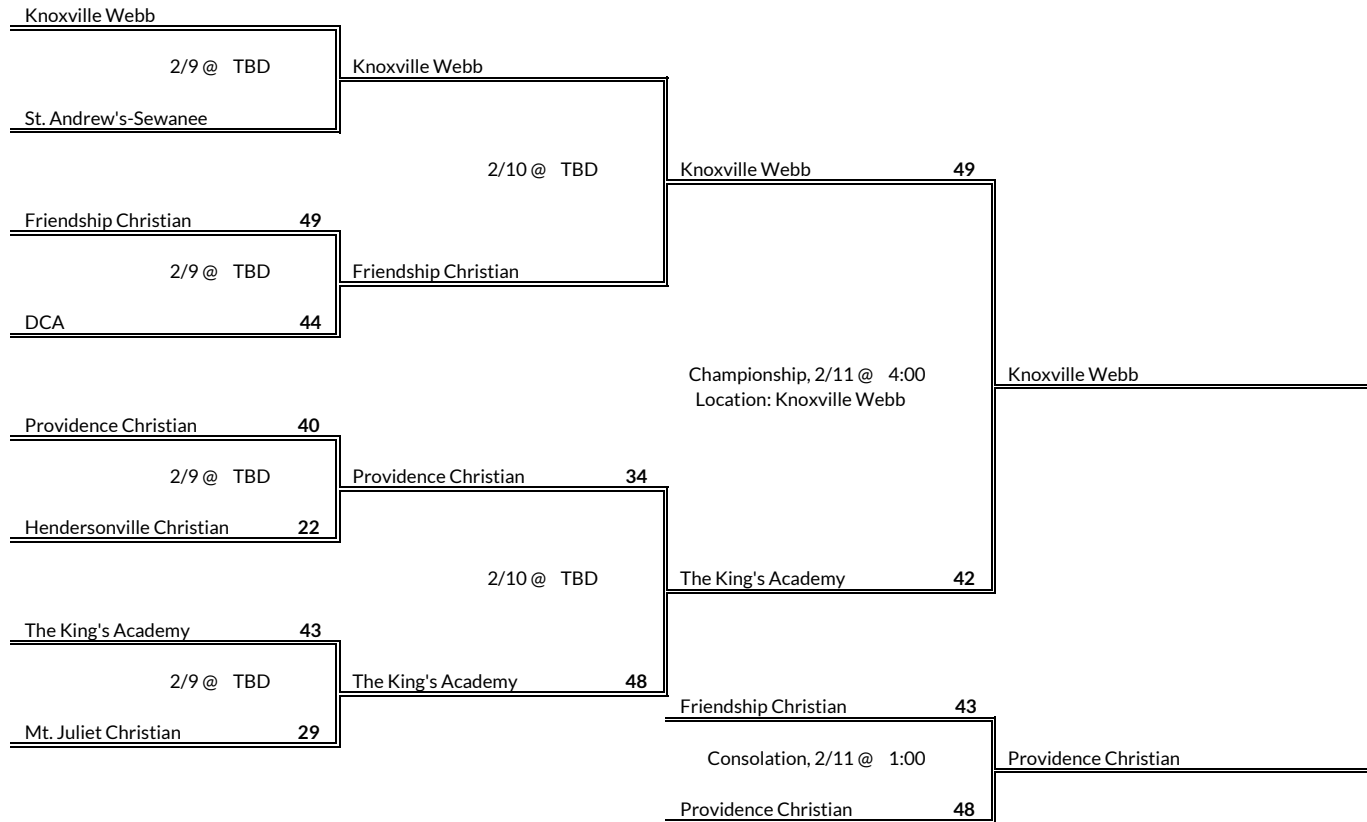 Knoxville Webb
2/9 @ TBD
Knoxville Webb
St. Andrew's-Sewanee
2/10 @ TBD
Knoxville Webb 49
Friendship Christian 49
2/9 @ TBD
Friendship Christian
DCA 44
Championship, 2/11 @ 4:00
Location: Knoxville Webb
Knoxville Webb
Providence Christian 40
2/9 @ TBD
Providence Christian 34
Hendersonville Christian 22
2/10 @ TBD
The King's Academy 42
The King's Academy 43
2/9 @ TBD
The King's Academy 48
Mt. Juliet Christian 29
Friendship Christian 43
Consolation, 2/11 @ 1:00
Providence Christian
Providence Christian 48